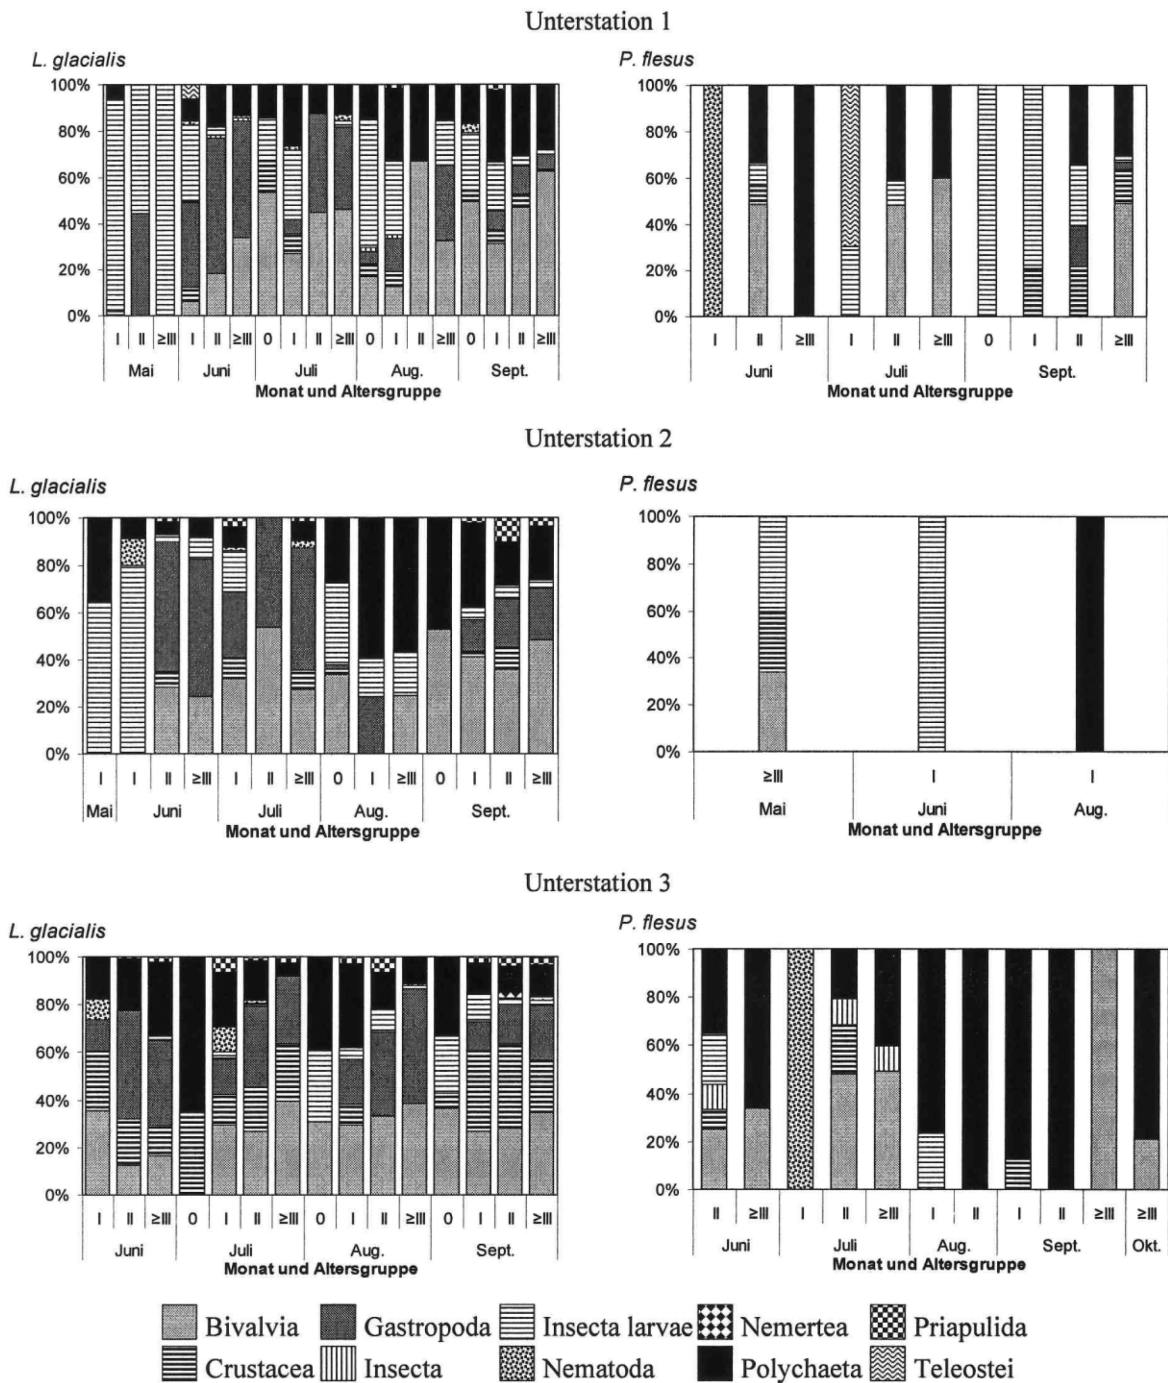 Unterstation 1
L. glacialis
P. flesus
100%
80%
60%
40%
20%
0%
I II ≥III I II ≥III 0 I II ≥III 0 I II ≥III 0 I II ≥III
Mai Juni Juli Aug. Sept.
Monat und Altersgruppe
100%
80%
60%
40%
20%
0%
I II ≥III I II ≥III 0 I II ≥III
Juni Juli Sept.
Monat und Altersgruppe
Unterstation 2
L. glacialis
P. flesus
100%
80%
60%
40%
20%
0%
I I II ≥III I II ≥III 0 I ≥III 0 I II ≥III
Mai Juni Juli Aug. Sept.
Monat und Altersgruppe
100%
80%
60%
40%
20%
0%
≥III I I
Mai Juni Aug.
Monat und Altersgruppe
Unterstation 3
L. glacialis
P. flesus
100%
80%
60%
40%
20%
0%
I II ≥III 0 I II ≥III 0 I II ≥III 0 I II ≥III
Juni Juli Aug. Sept.
Monat und Altersgruppe
100%
80%
60%
40%
20%
0%
II ≥III I II ≥III I II I II ≥III ≥III
Juni Juli Aug. Sept. Okt.
Monat und Altersgruppe
Bivalvia Gastropoda Insecta larvae Nemertea Priapulida
Crustacea Insecta Nematoda Polychaeta Teleostei